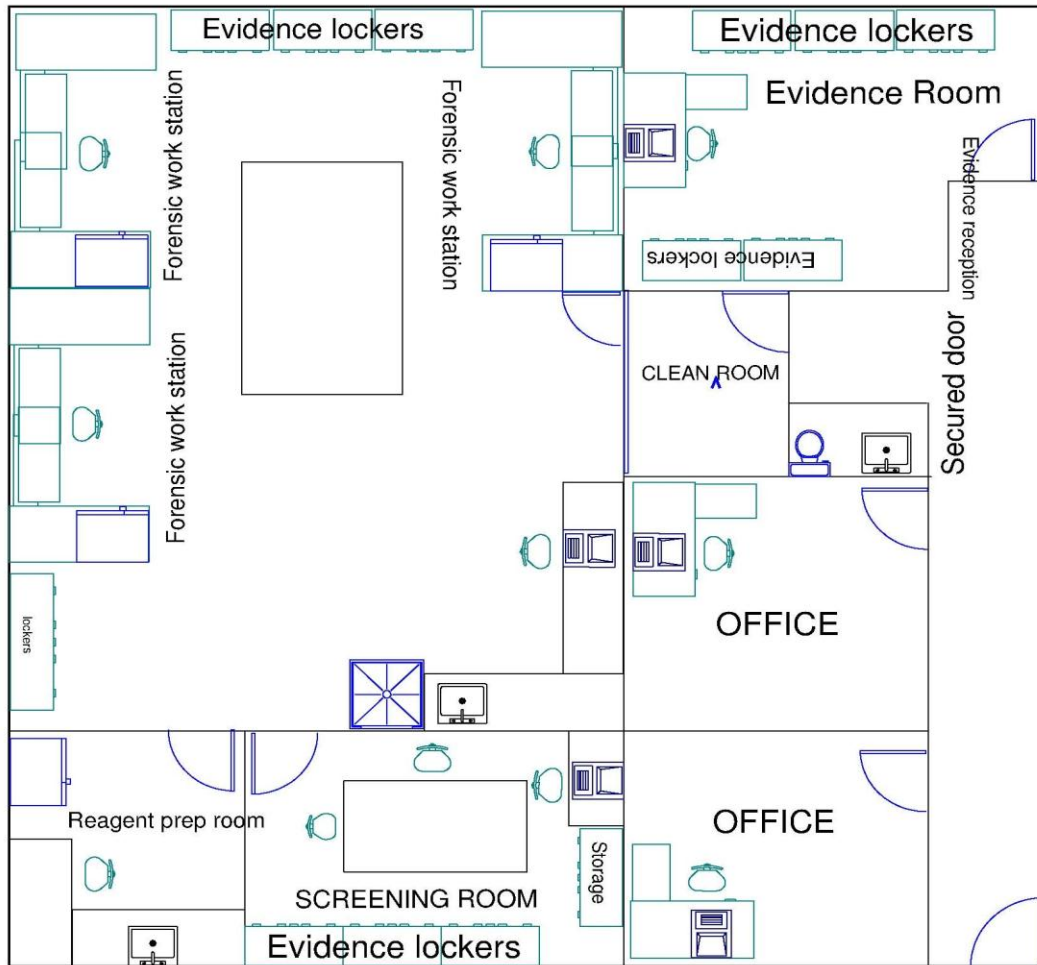 Evidence lockers
Evidence lockers
Evidence Room
Forensic work station
Forensic work station
Evidence reception
Evidence lockers
Secured door
CLEAN ROOM
Forensic work station
lockers
OFFICE
Reagent prep room
SCREENING ROOM
Storage
OFFICE
Evidence lockers